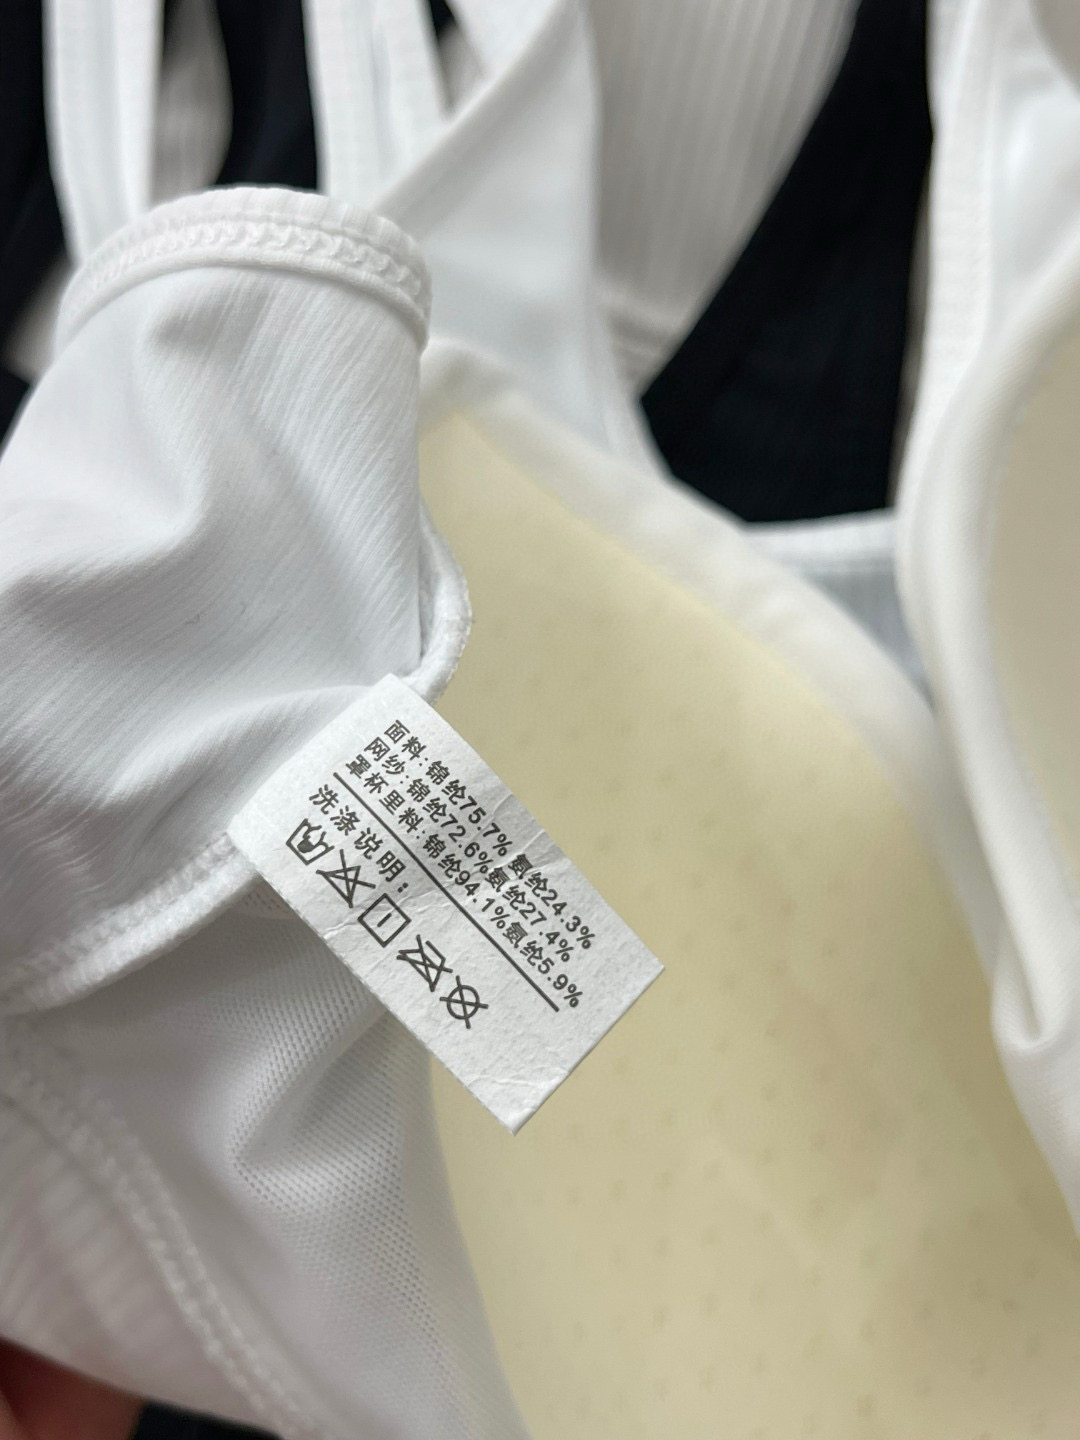 面料:锦纶75.7% 氨纶24.3%
网纱:锦纶72.6%氨纶27.4%
罩杯里料:锦纶94.1%氨纶5.9%
洗涤说明: